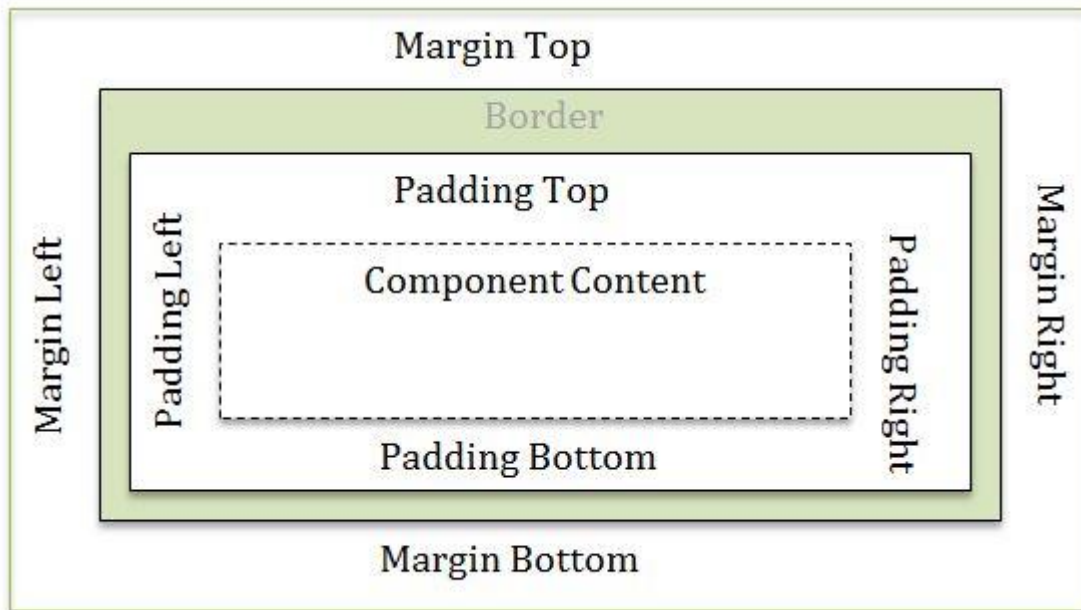 Margin Top
Border
Padding Top
Margin Left
Padding Left
Component Content
Padding Right
Margin Right
Padding Bottom
Margin Bottom